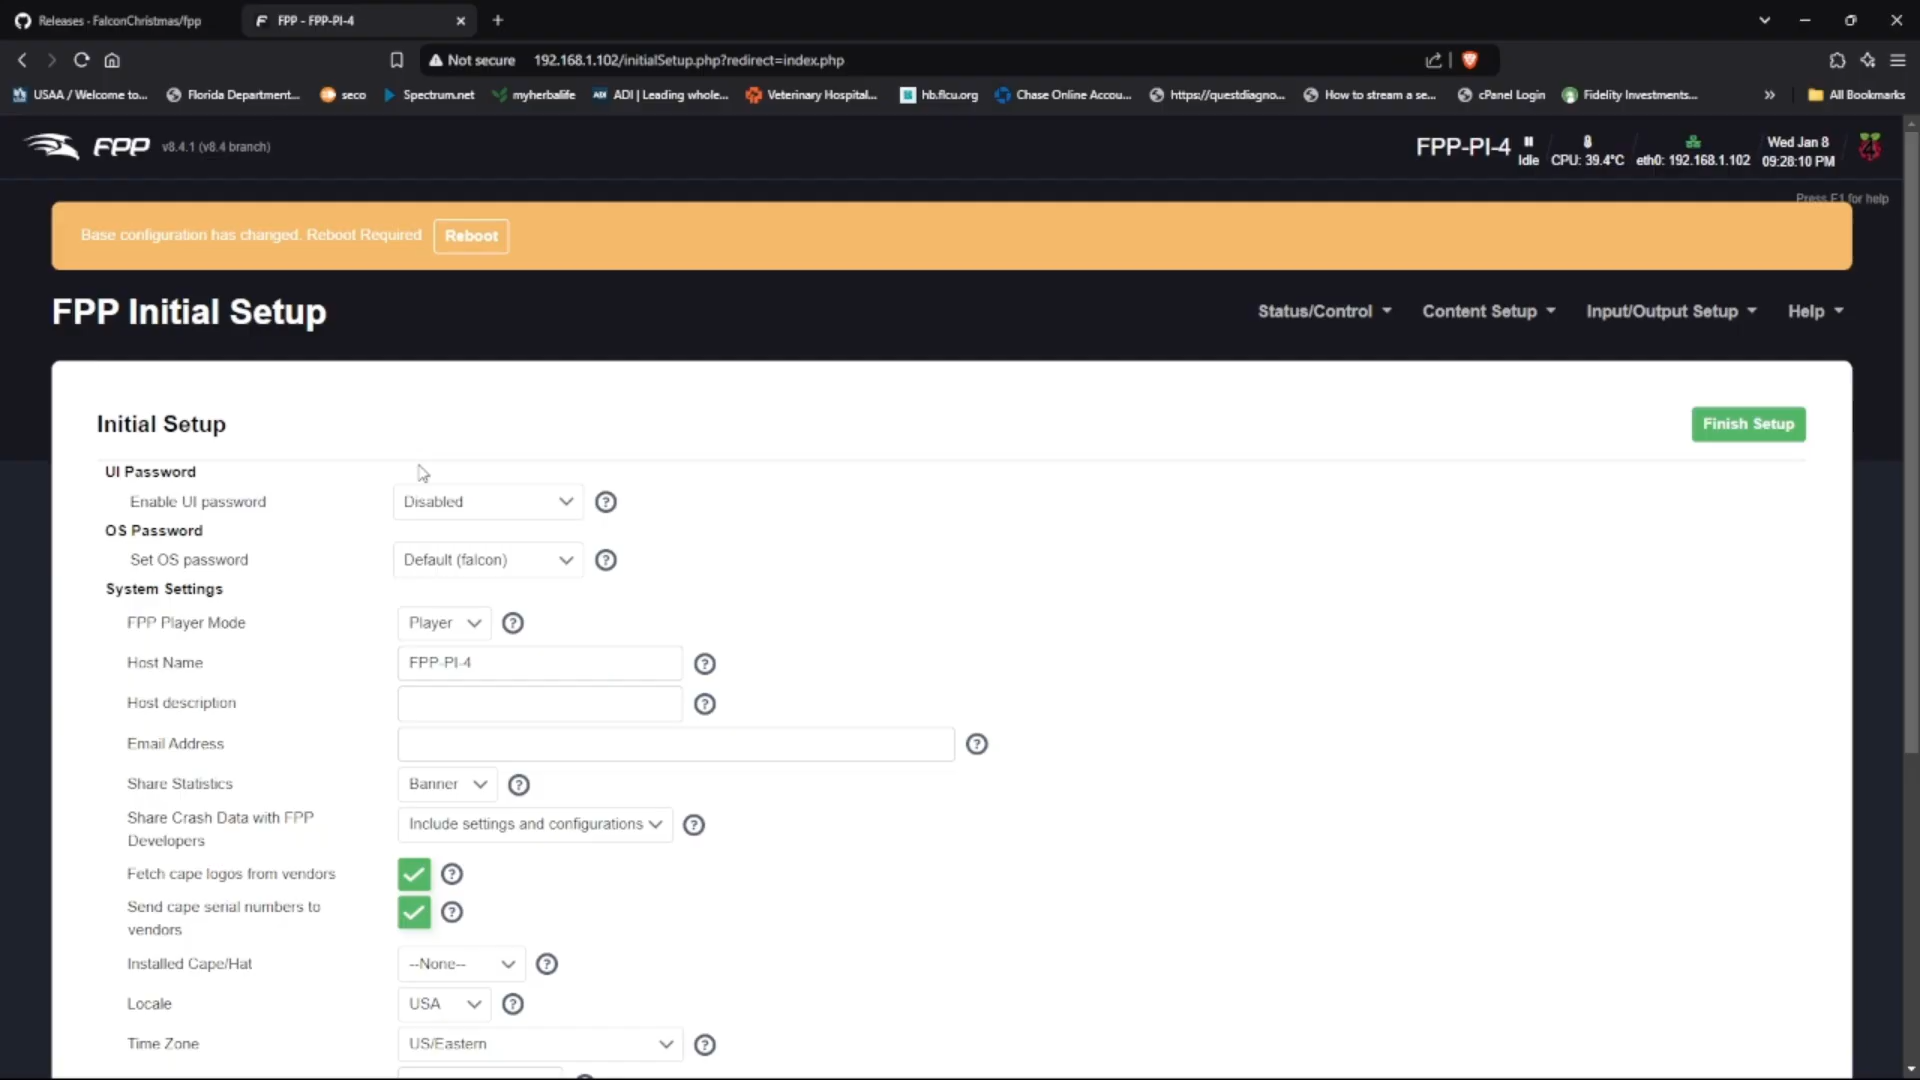 Releases · FalconChristmas/fpp
FPP - FPP-PI-4
Not secure
192.168.1.102/initialSetup.php?redirect=index.php
USAA / Welcome to...
Florida Department...
seco
Spectrum.net
myherbalife
ADI | Leading whole...
Veterinary Hospital...
hb.flcu.org
Chase Online Accou...
https://questdiagno...
How to stream a se...
cPanel Login
Fidelity Investments...
All Bookmarks
FPP v8.4.1 (v8.4 branch)
FPP-PI-4
Idle
CPU: 39.4°C
eth0: 192.168.1.102
Wed Jan 8
09:28:10 PM
Press F1 for help
Base configuration has changed. Reboot Required
Reboot
FPP Initial Setup
Status/Control
Content Setup
Input/Output Setup
Help
Initial Setup
Finish Setup
UI Password
Enable UI password
Disabled
OS Password
Set OS password
Default (falcon)
System Settings
FPP Player Mode
Player
Host Name
FPP-PI-4
Host description
Email Address
Share Statistics
Banner
Share Crash Data with FPP
Developers
Include settings and configurations
Fetch cape logos from vendors
Send cape serial numbers to
vendors
Installed Cape/Hat
--None--
Locale
USA
Time Zone
US/Eastern